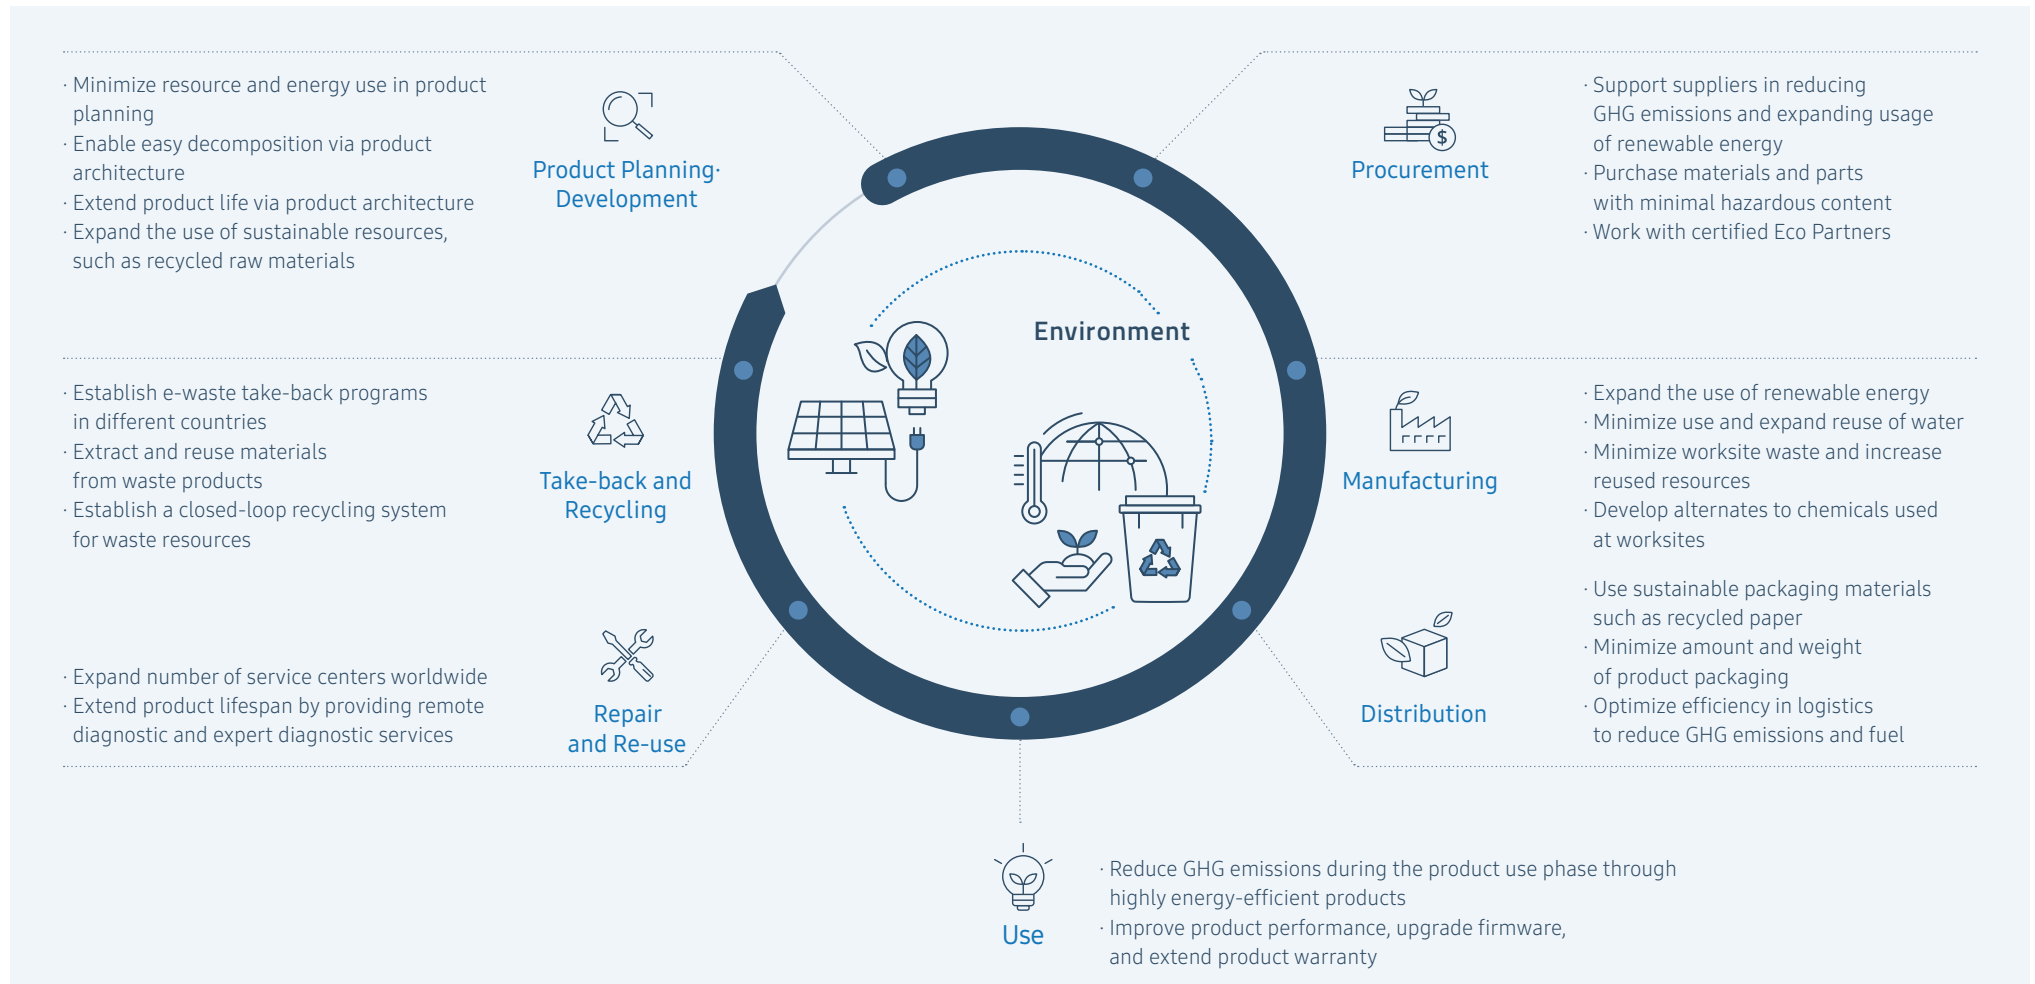 · Minimize resource and energy use in product
planning
· Enable easy decomposition via product
architecture
· Extend product life via product architecture
· Expand the use of sustainable resources,
such as recycled raw materials
Product Planning·
Development
Procurement
$
· Support suppliers in reducing
GHG emissions and expanding usage
of renewable energy
· Purchase materials and parts
with minimal hazardous content
· Work with certified Eco Partners
Environment
· Establish e-waste take-back programs
in different countries
· Extract and reuse materials
from waste products
· Establish a closed-loop recycling system
for waste resources
Take-back and
Recycling
Manufacturing
· Expand the use of renewable energy
· Minimize use and expand reuse of water
· Minimize worksite waste and increase
reused resources
· Develop alternates to chemicals used
at worksites
· Expand number of service centers worldwide
· Extend product lifespan by providing remote
diagnostic and expert diagnostic services
Repair
and Re-use
Distribution
· Use sustainable packaging materials
such as recycled paper
· Minimize amount and weight
of product packaging
· Optimize efficiency in logistics
to reduce GHG emissions and fuel
Use
· Reduce GHG emissions during the product use phase through
highly energy-efficient products
· Improve product performance, upgrade firmware,
and extend product warranty